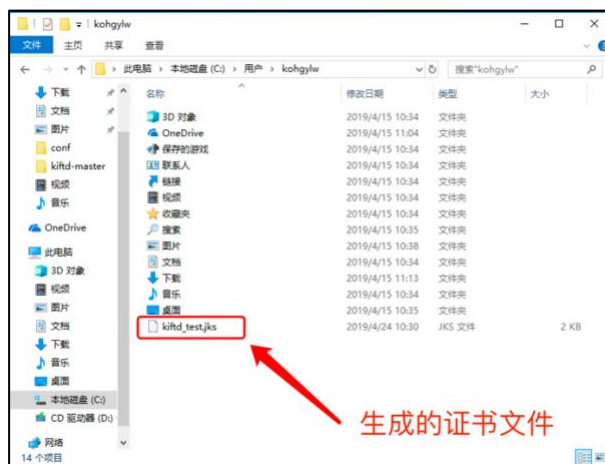 kohgylw
文件 主页 共享 查看
此电脑 › 本地磁盘 (C:) › 用户 › kohgylw 搜索"kohgylw"
名称 修改日期 类型 大小
下载
文档
图片
conf
kiftd-master
视频
音乐
OneDrive
此电脑
3D 对象
视频
图片
文档
下载
音乐
桌面
本地磁盘 (C:)
CD 驱动器 (D:)
网络
3D 对象 2019/4/15 10:34 文件夹
OneDrive 2019/4/15 11:04 文件夹
保存的游戏 2019/4/15 10:34 文件夹
联系人 2019/4/15 10:34 文件夹
链接 2019/4/15 10:34 文件夹
视频 2019/4/15 10:34 文件夹
收藏夹 2019/4/15 10:34 文件夹
搜索 2019/4/15 10:35 文件夹
图片 2019/4/15 10:38 文件夹
文档 2019/4/15 10:34 文件夹
下载 2019/4/15 11:13 文件夹
音乐 2019/4/15 10:34 文件夹
桌面 2019/4/15 10:35 文件夹
kiftd_test.jks 2019/4/24 10:30 JKS 文件 2 KB
生成的证书文件
14 个项目